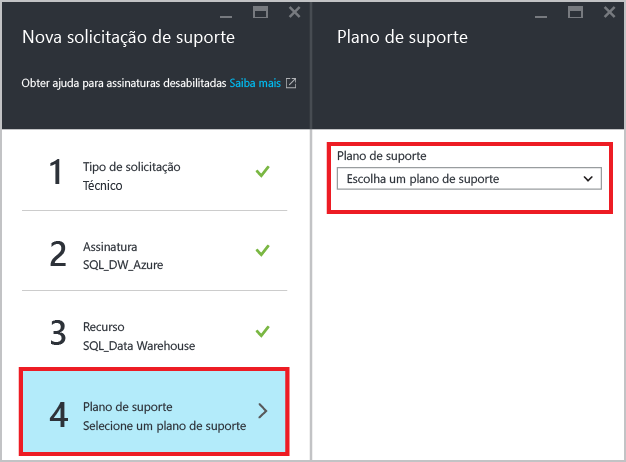 Nova solicitação de suporte
Obter ajuda para assinaturas desabilitadas Saiba mais
1
Tipo de solicitação
Técnico
2
Assinatura
SQL_DW_Azure
3
Recurso
SQL_Data Warehouse
4
Plano de suporte
Selecione um plano de suporte
Plano de suporte
Plano de suporte
Escolha um plano de suporte